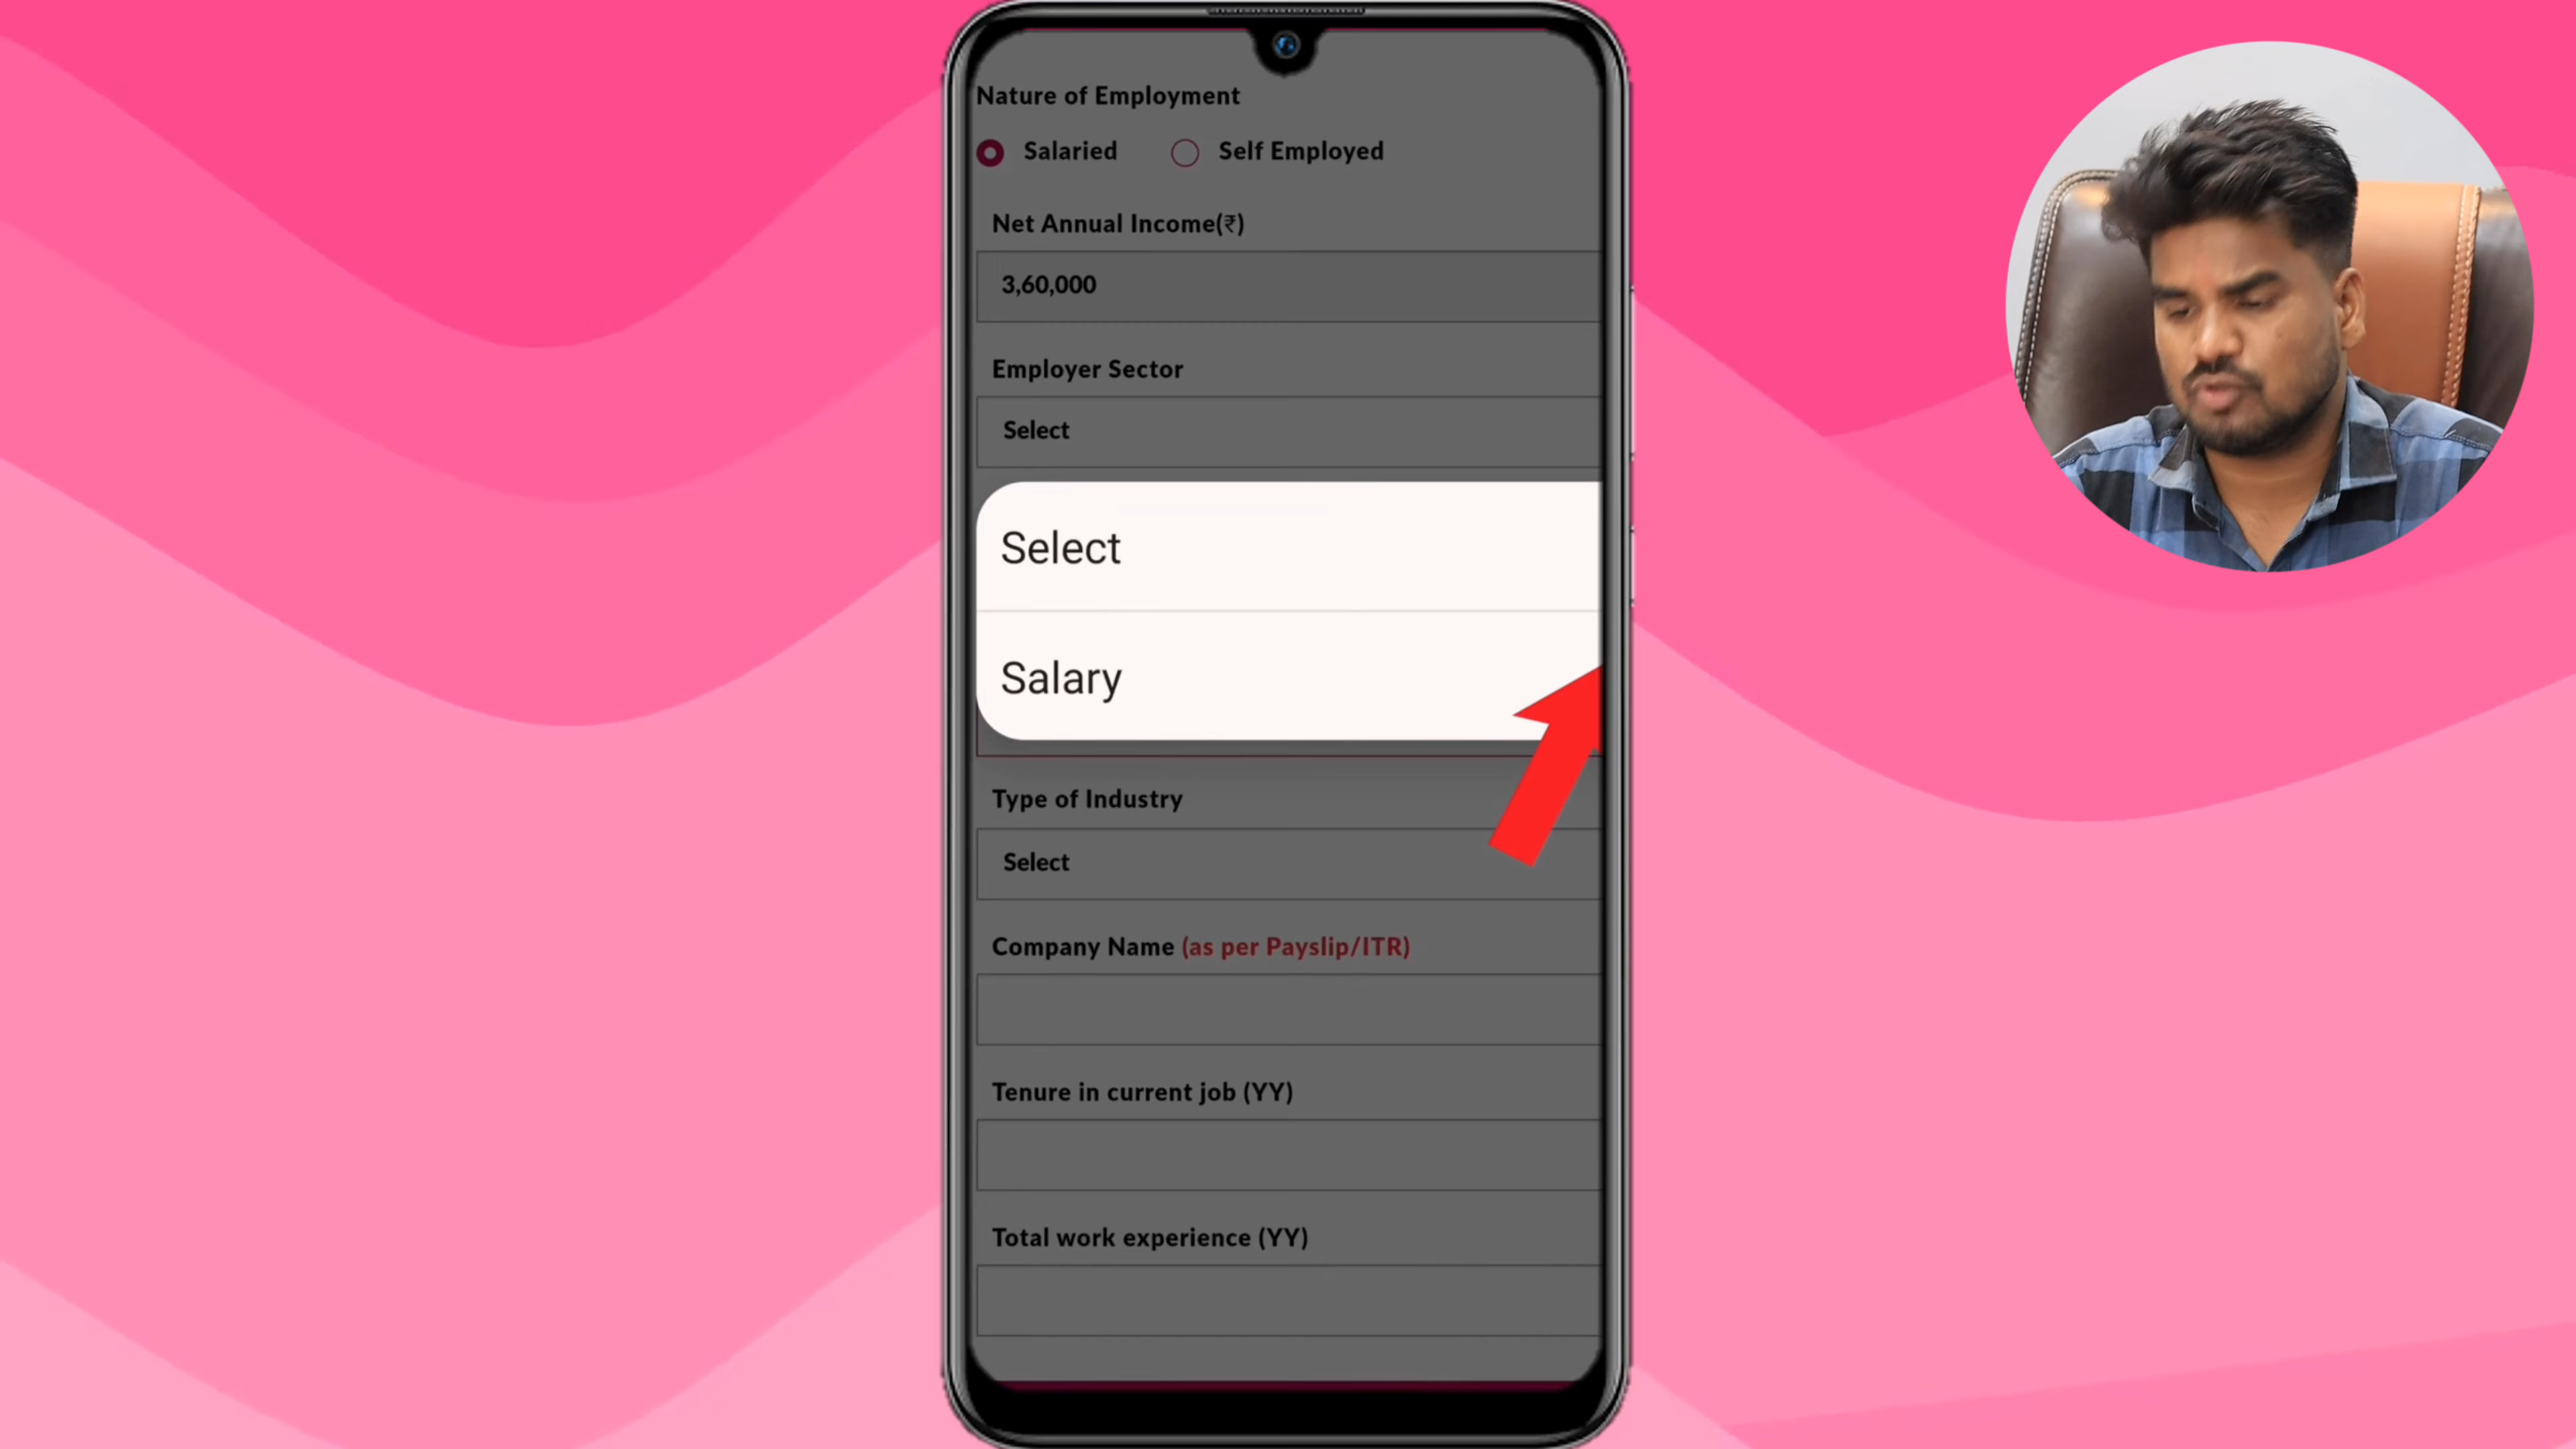 Nature of Employment
Salaried Self Employed
Net Annual Income(₹)
3,60,000
Employer Sector
Select
Select
Salary
Type of Industry
Select
Company Name (as per Payslip/ITR)
Tenure in current job (YY)
Total work experience (YY)